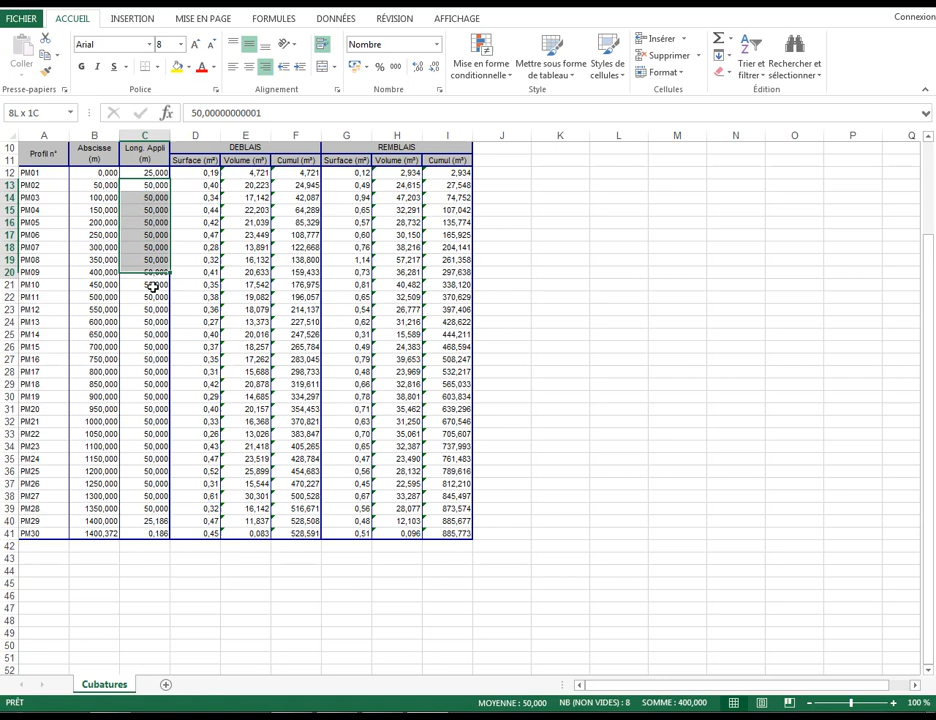 FICHIER ACCUEIL INSERTION MISE EN PAGE FORMULES DONNÉES RÉVISION AFFICHAGE Connexion
Coller Arial 8 A A Nombre Insérer Σ
G I S A % 000 Mise en forme conditionnelle Mettre sous forme de tableau Styles de cellules Supprimer Format Trier et filtrer Rechercher et sélectionner
Presse-papiers Police Alignement Nombre Style Cellules Édition
8L x 1C fx 50,00000000001
A B C D E F G H I J K L M N O P Q
10 Profil n° Abscisse (m) Long. Appli (m) DEBLAIS REMBLAIS
11 Surface (m²) Volume (m³) Cumul (m³) Surface (m²) Volume (m³) Cumul (m³)
12 PM01 0,000 25,000 0,19 4,721 4,721 0,12 2,934 2,934
13 PM02 50,000 50,000 0,40 20,223 24,945 0,49 24,615 27,548
14 PM03 100,000 50,000 0,34 17,142 42,087 0,94 47,203 74,752
15 PM04 150,000 50,000 0,44 22,203 64,289 0,65 32,291 107,042
16 PM05 200,000 50,000 0,42 21,039 85,329 0,57 28,732 135,774
17 PM06 250,000 50,000 0,47 23,449 108,777 0,60 30,150 165,925
18 PM07 300,000 50,000 0,28 13,891 122,668 0,76 38,216 204,141
19 PM08 350,000 50,000 0,32 16,132 138,800 1,14 57,217 261,358
20 PM09 400,000 50,000 0,41 20,633 159,433 0,73 36,281 297,638
21 PM10 450,000 0,35 17,542 176,975 0,81 40,482 338,120
22 PM11 500,000 50,000 0,38 19,082 196,057 0,65 32,509 370,629
23 PM12 550,000 50,000 0,36 18,079 214,137 0,54 26,777 397,406
24 PM13 600,000 50,000 0,27 13,373 227,510 0,62 31,216 428,622
25 PM14 650,000 50,000 0,40 20,016 247,526 0,31 15,589 444,211
26 PM15 700,000 50,000 0,37 18,257 265,784 0,49 24,383 468,594
27 PM16 750,000 50,000 0,35 17,262 283,045 0,79 39,653 508,247
28 PM17 800,000 50,000 0,31 15,688 298,733 0,48 23,969 532,217
29 PM18 850,000 50,000 0,42 20,878 319,611 0,66 32,816 565,033
30 PM19 900,000 50,000 0,29 14,685 334,297 0,78 38,801 603,834
31 PM20 950,000 50,000 0,40 20,157 354,453 0,71 35,462 639,296
32 PM21 1000,000 50,000 0,33 16,368 370,821 0,63 31,250 670,546
33 PM22 1050,000 50,000 0,26 13,026 383,847 0,70 35,061 705,607
34 PM23 1100,000 50,000 0,43 21,418 405,265 0,65 32,387 737,993
35 PM24 1150,000 50,000 0,47 23,519 428,784 0,47 23,490 761,483
36 PM25 1200,000 50,000 0,52 25,899 454,683 0,56 28,132 789,616
37 PM26 1250,000 50,000 0,31 15,544 470,227 0,45 22,595 812,210
38 PM27 1300,000 50,000 0,61 30,301 500,528 0,67 33,287 845,497
39 PM28 1350,000 50,000 0,32 16,142 516,671 0,56 28,077 873,574
40 PM29 1400,000 25,186 0,47 11,837 528,508 0,48 12,103 885,677
41 PM30 1400,372 0,186 0,45 0,083 528,591 0,51 0,096 885,773
42
43
44
45
46
47
48
49
50
51
52
Cubatures
PRÊT MOYENNE : 50,000 NB (NON VIDES) : 8 SOMME : 400,000 100 %